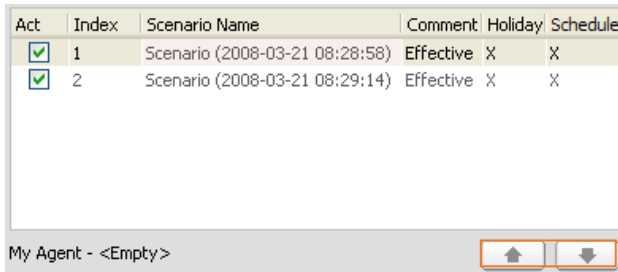 Act Index Scenario Name Comment Holiday Schedule
1 Scenario (2008-03-21 08:28:58) Effective X X
2 Scenario (2008-03-21 08:29:14) Effective X X
My Agent - <Empty>